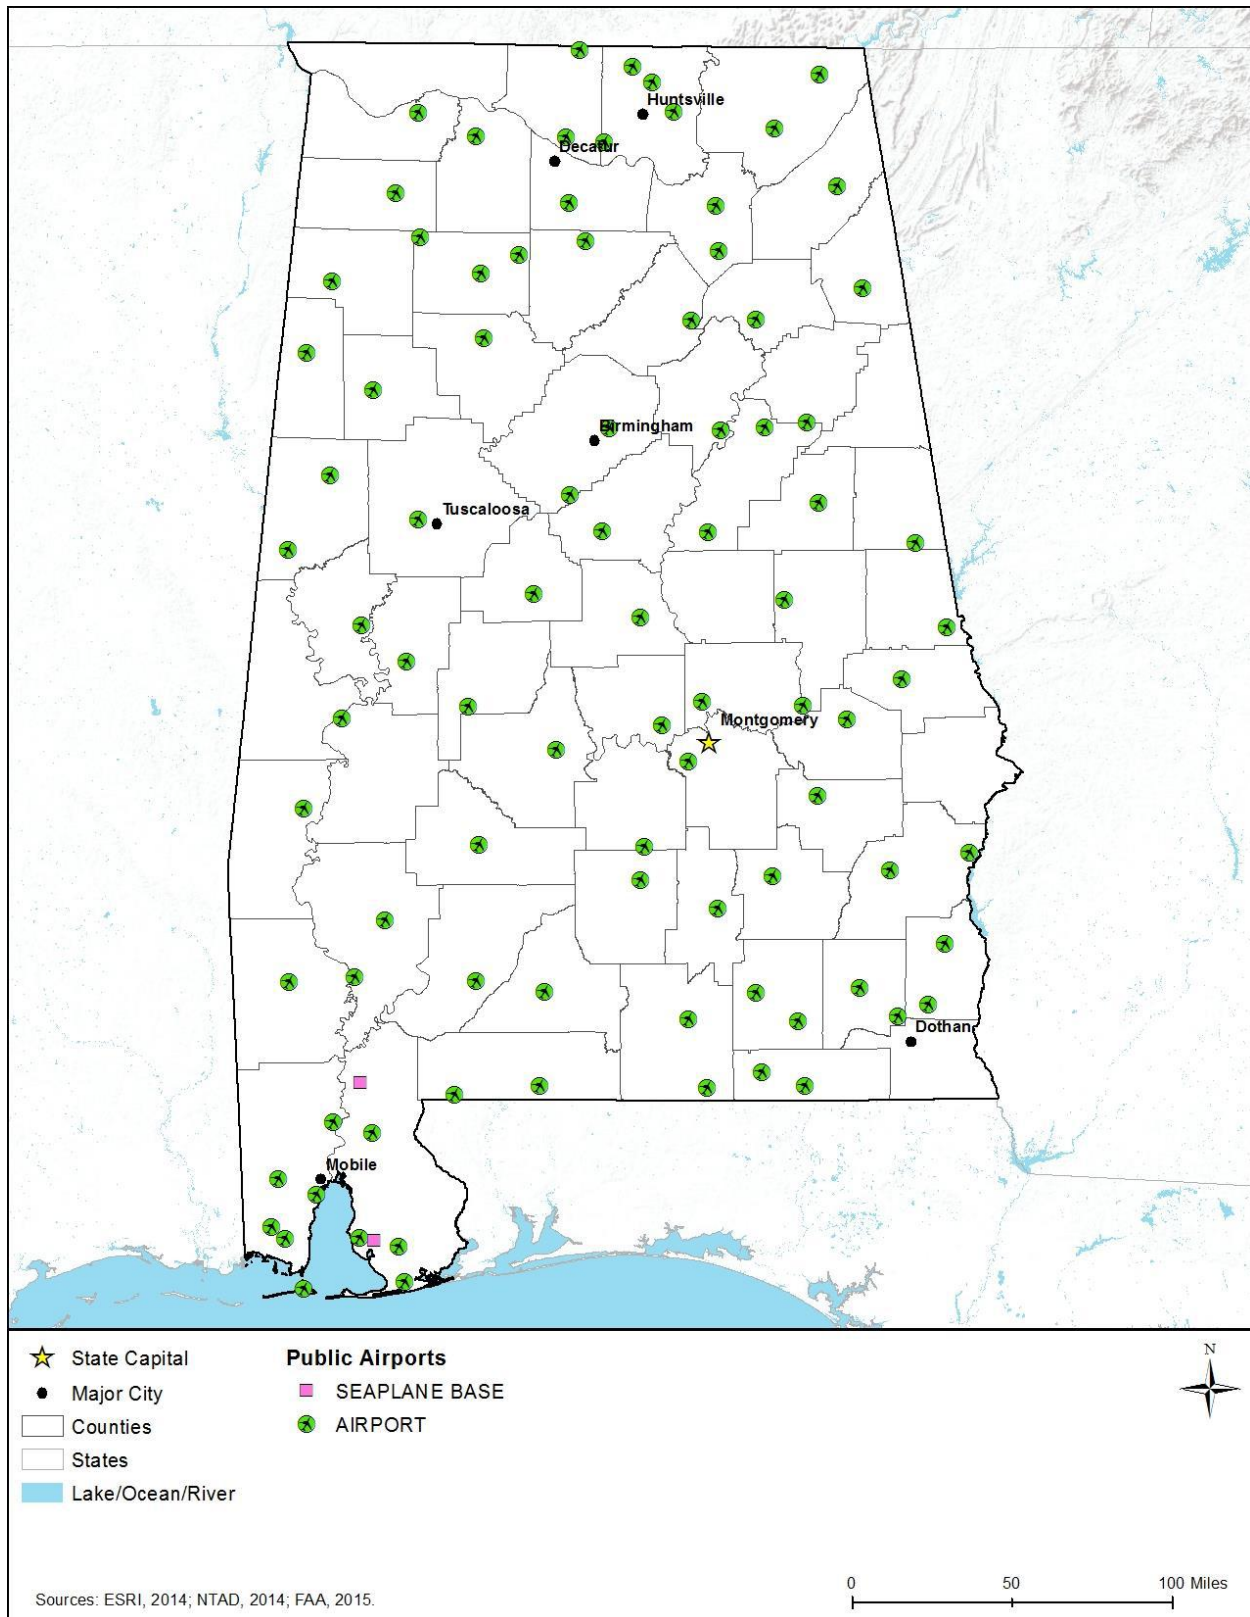 Huntsville
Decatur
Birmingham
Tuscaloosa
Montgomery
Dothan
Mobile
State Capital
Major City
Counties
States
Lake/Ocean/River
Public Airports
SEAPLANE BASE
AIRPORT
N
0 50 100 Miles
Sources: ESRI, 2014; NTAD, 2014; FAA, 2015.